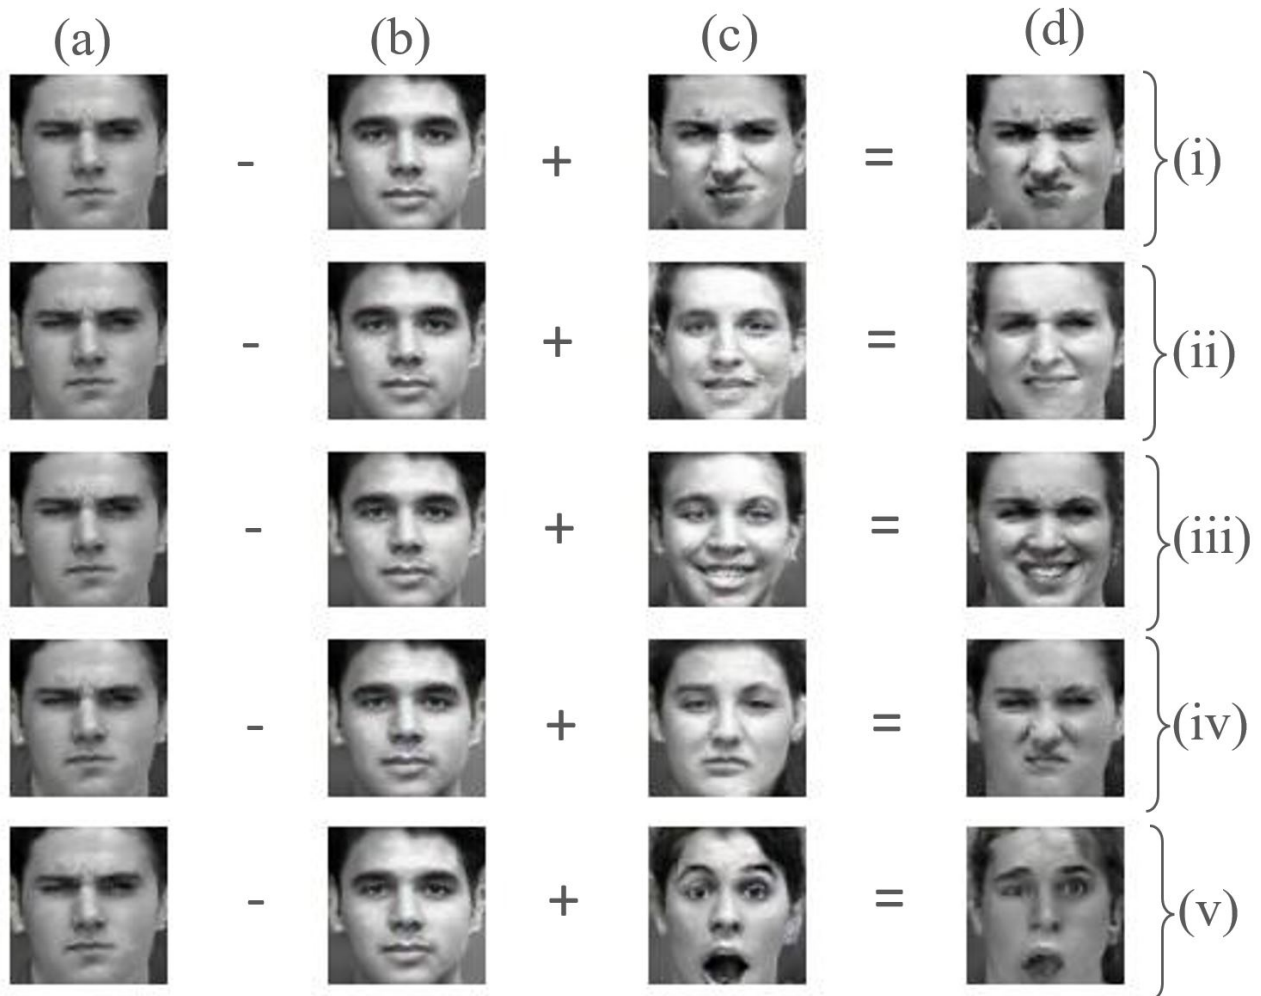 (a) (b) (c) (d)
- + = (i)
- + = (ii)
- + = (iii)
- + = (iv)
- + = (v)